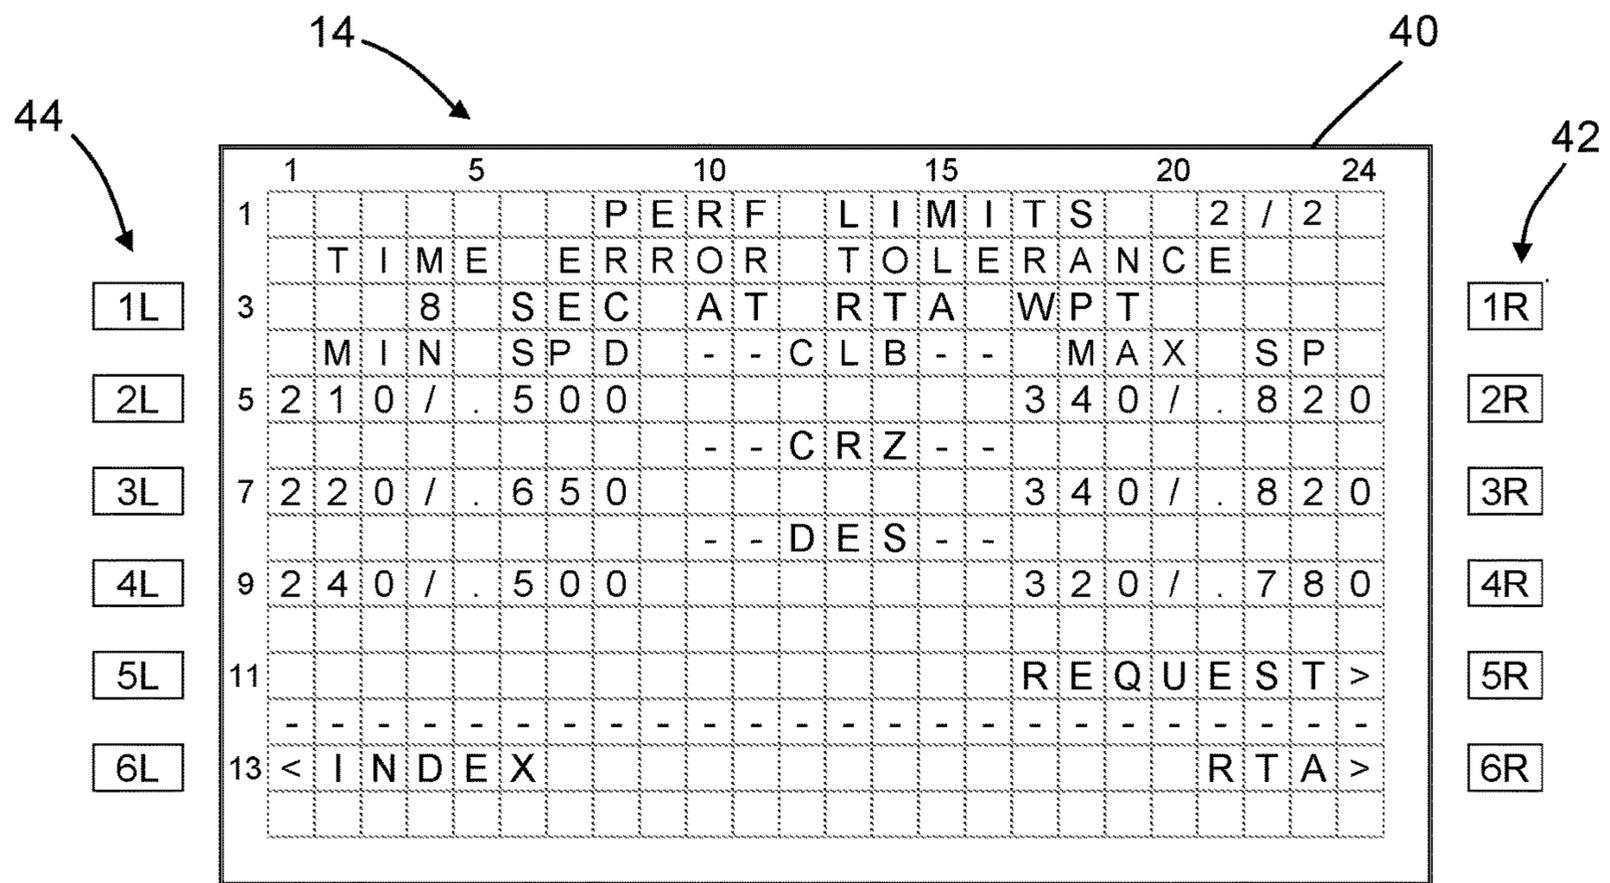 14
40
44
42
1 5 10 15 20 24
1 PERF LIMITS 2/2
TIME ERROR TOLERANCE
1L 3 8 SEC AT RTA WPT 1R
MIN SPD --CLB-- MAX SP
2L 5 210/.500 340/.820 2R
--CRZ--
3L 7 220/.650 340/.820 3R
--DES--
4L 9 240/.500 320/.780 4R
5L 11 REQUEST> 5R
------------------------
6L 13 <INDEX RTA> 6R